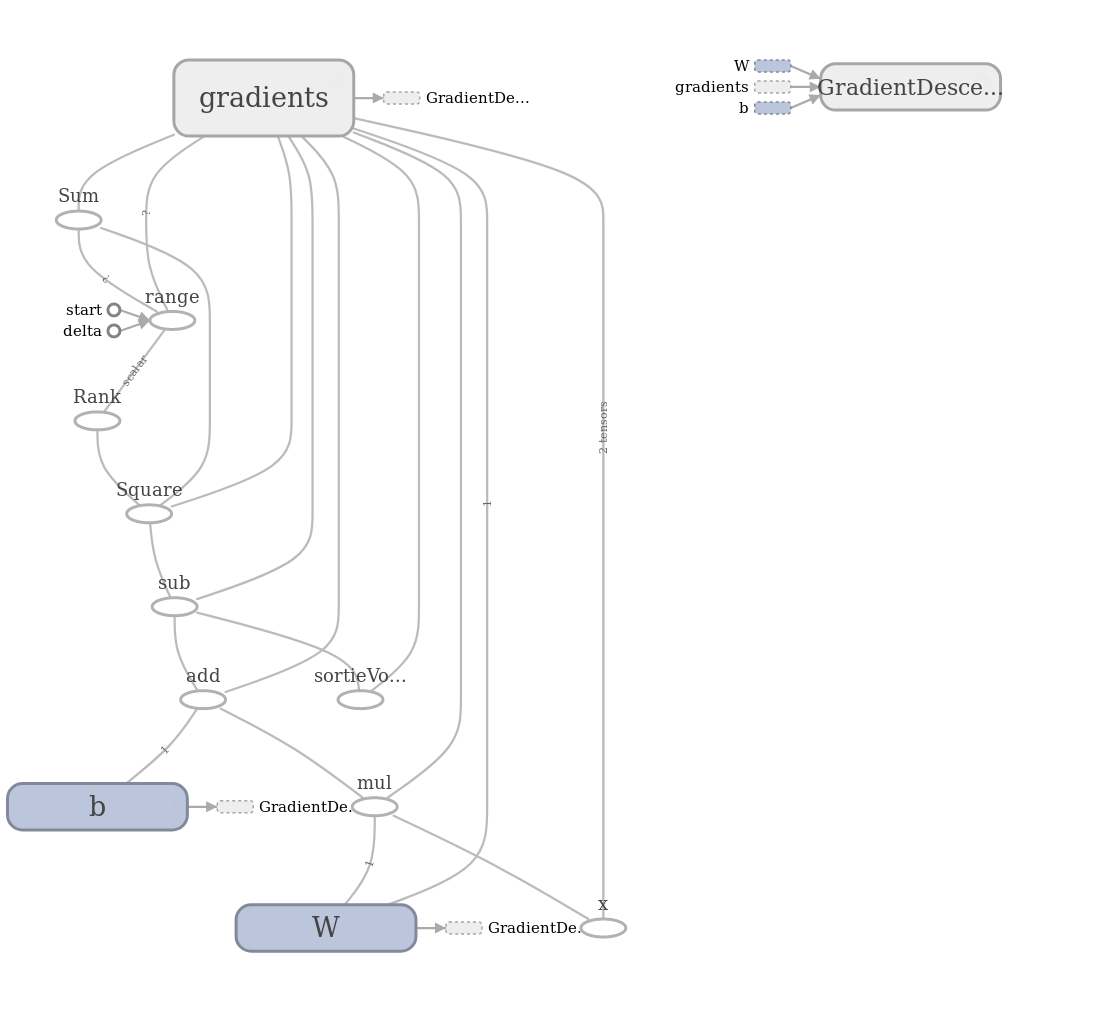 gradients
GradientDe...
W
gradients
b
GradientDesce...
Sum
?
range
start
delta
scalar
Rank
2 tensors
Square
1
sub
add
sortieVo...
1
mul
b
GradientDe...
1
x
W
GradientDe...